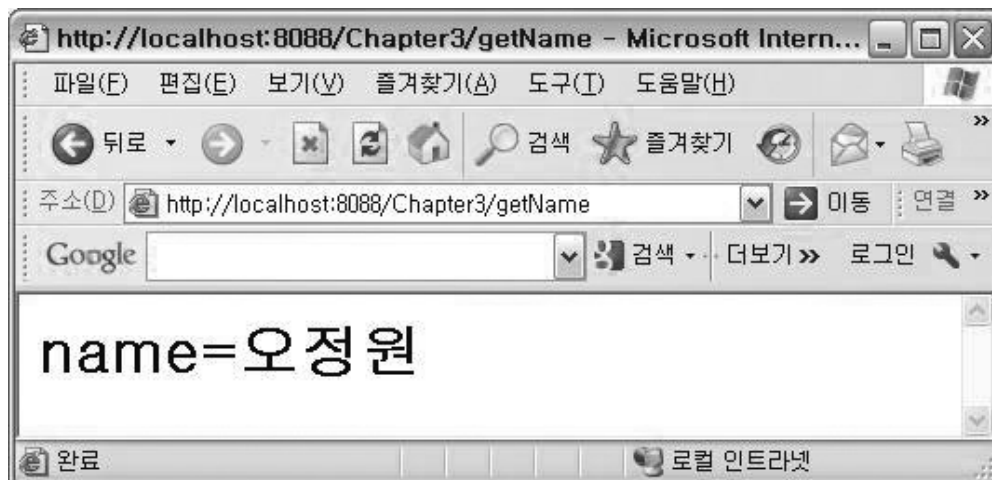 http://localhost:8088/Chapter3/getName - Microsoft Intern...
파일(F) 편집(E) 보기(V) 즐겨찾기(A) 도구(T) 도움말(H)
뒤로 검색 즐겨찾기 »
주소(D) http://localhost:8088/Chapter3/getName 이동 연결 »
Google 검색 더보기 » 로그인
name=오정원
완료 로컬 인트라넷